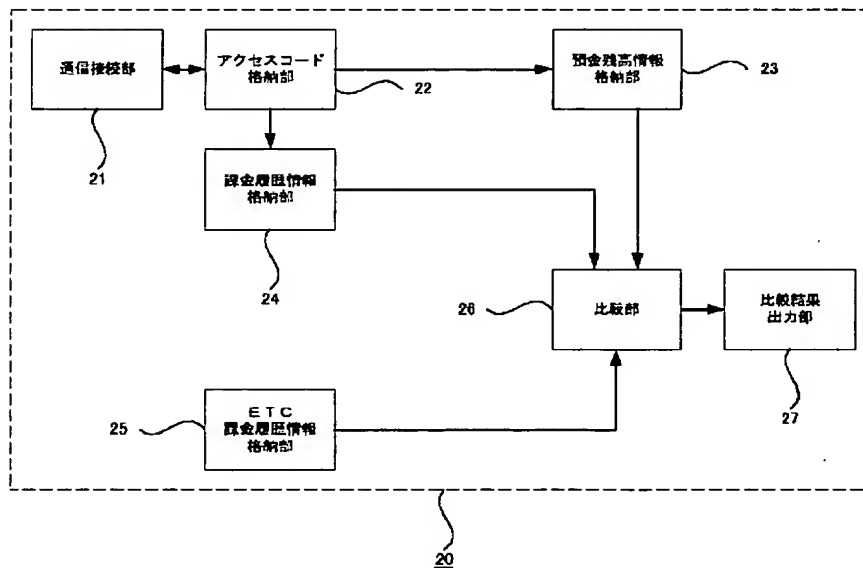 通信接続部
21
アクセスコード
格納部
22
預金残高情報
格納部
23
課金履歴情報
格納部
24
ETC
課金履歴情報
格納部
25
比較部
26
比較結果
出力部
27
20